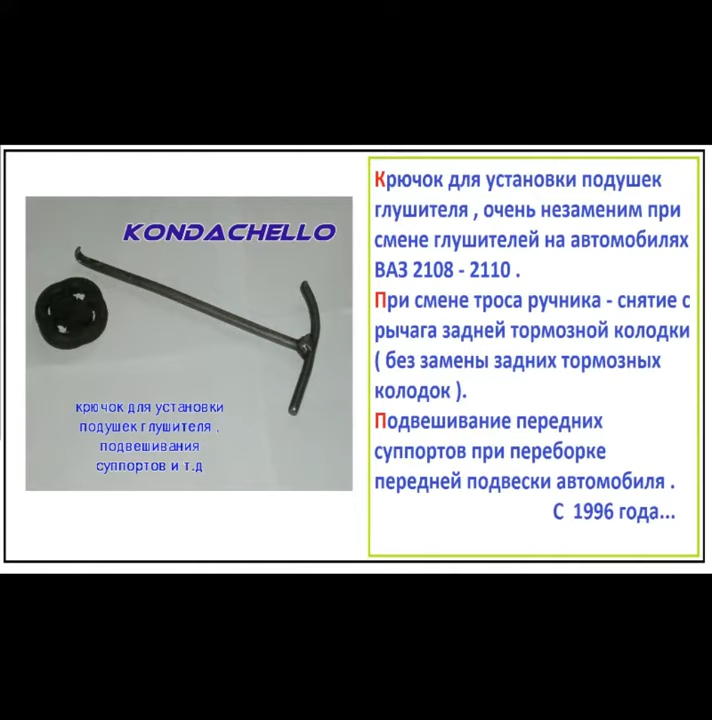 KONDACHELLO
крючок для установки
подушек глушителя ,
подвешивания
суппортов и т.д
Крючок для установки подушек
глушителя , очень незаменим при
смене глушителей на автомобилях
ВАЗ 2108 - 2110 .
При смене троса ручника - снятие с
рычага задней тормозной колодки
( без замены задних тормозных
колодок ).
Подвешивание передних
суппортов при переборке
передней подвески автомобиля .
С 1996 года...